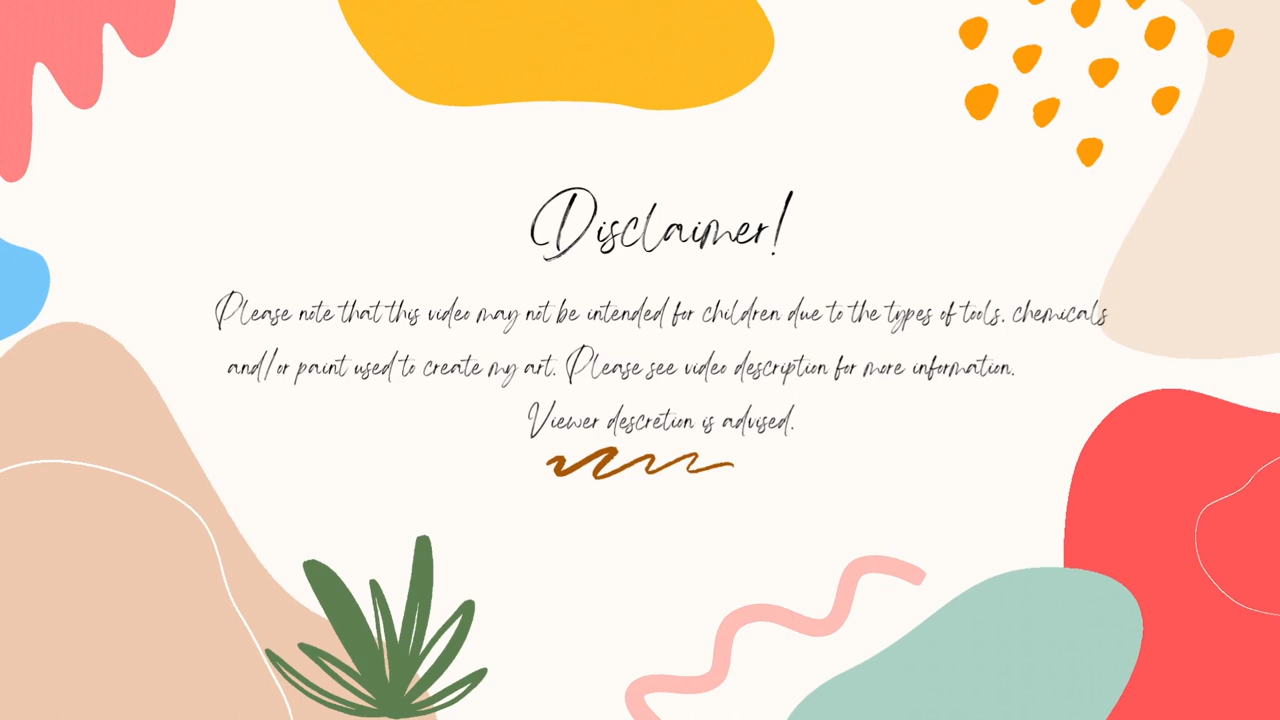 Disclaimer!
Please note that this video may not be intended for children due to the types of tools, chemicals
and/or paint used to create my art. Please see video description for more information.
Viewer descretion is advised.